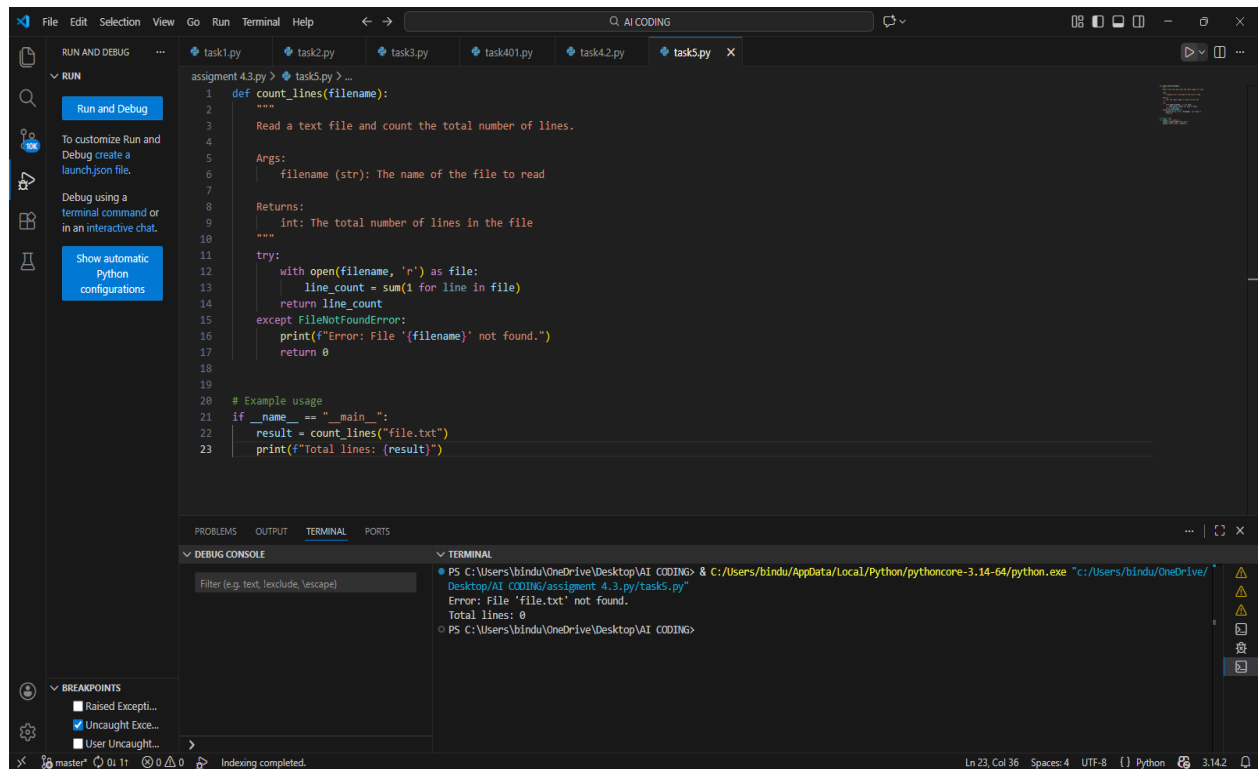 File Edit Selection View Go Run Terminal Help
AI CODING
RUN AND DEBUG
RUN
Run and Debug
To customize Run and
Debug create a
launch.json file.
Debug using a
terminal command or
in an interactive chat.
Show automatic
Python
configurations
10K
task1.py task2.py task3.py task401.py task4.2.py task5.py
assigment 4.3.py > task5.py > ...
1 def count_lines(filename):
2     """
3     Read a text file and count the total number of lines.
4
5     Args:
6         filename (str): The name of the file to read
7
8     Returns:
9         int: The total number of lines in the file
10     """
11     try:
12         with open(filename, 'r') as file:
13             line_count = sum(1 for line in file)
14         return line_count
15     except FileNotFoundError:
16         print(f"Error: File '{filename}' not found.")
17         return 0
18
19
20 # Example usage
21 if __name__ == "__main__":
22     result = count_lines("file.txt")
23     print(f"Total lines: {result}")
PROBLEMS OUTPUT TERMINAL PORTS
DEBUG CONSOLE
Filter (e.g. text, !exclude, \escape)
TERMINAL
PS C:\Users\bindu\OneDrive\Desktop\AI CODING> & C:/Users/bindu/AppData/Local/Python/pythoncore-3.14-64/python.exe "c:/Users/bindu/OneDrive/
Desktop/AI CODING/assigment 4.3.py/task5.py"
Error: File 'file.txt' not found.
Total lines: 0
PS C:\Users\bindu\OneDrive\Desktop\AI CODING>
BREAKPOINTS
Raised Excepti...
Uncaught Exce...
User Uncaught...
master* 0↓ 1↑ 0 0 Indexing completed.
Ln 23, Col 36 Spaces: 4 UTF-8 {} Python 3.14.2